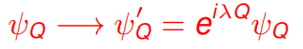 ψ_Q ⟶ ψ′_Q = e^{iλQ} ψ_Q